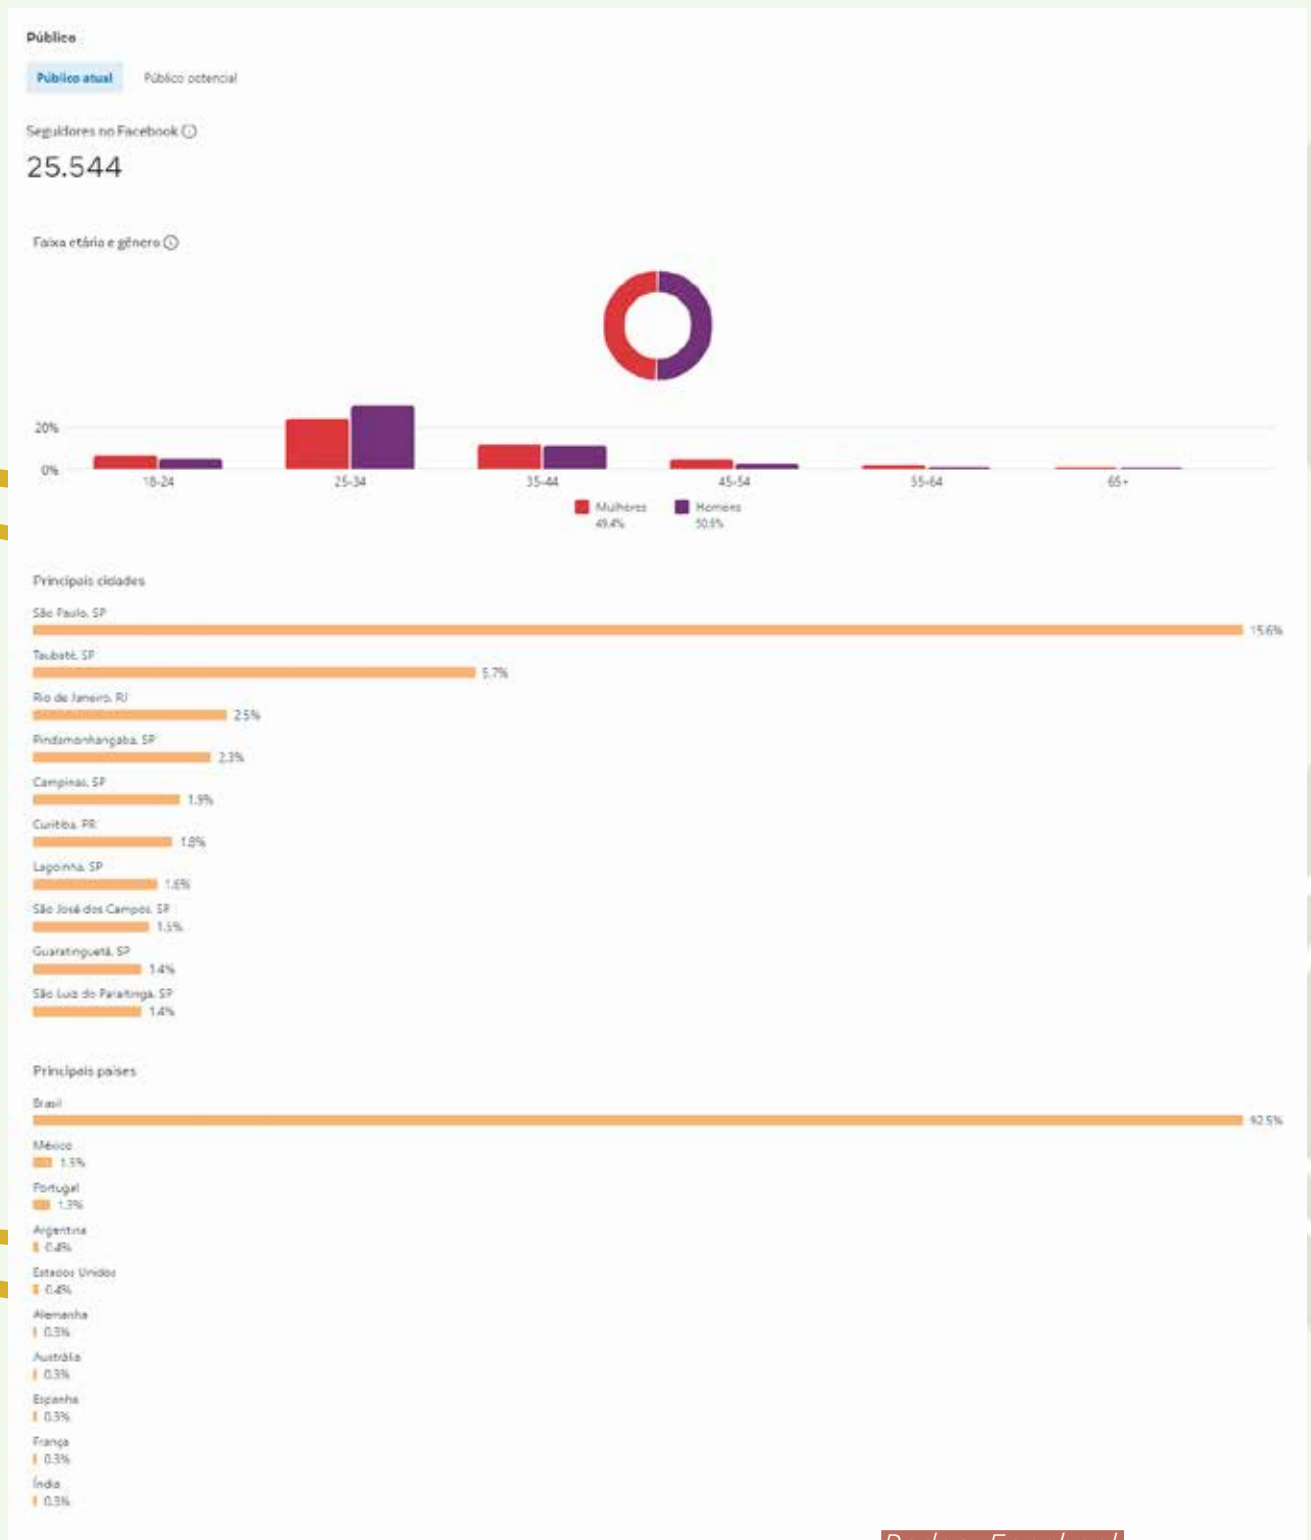 Público
Público atual Público potencial
Seguidores no Facebook
25.544
Faixa etária e gênero
20%
0%
18-24 25-34 35-44 45-54 55-64 65+
Mulheres Homens
49.4% 50.6%
Principais cidades
São Paulo, SP
15.6%
Taubaté, SP
5.7%
Rio de Janeiro, RJ
2.5%
Pindamonhangaba, SP
2.3%
Campinas, SP
1.9%
Curitiba, PR
1.8%
Lagoinha, SP
1.6%
São José dos Campos, SP
1.5%
Guaratinguetá, SP
1.4%
São Luiz do Paraitinga, SP
1.4%
Principais países
Brasil
92.5%
México
1.5%
Portugal
1.3%
Argentina
0.4%
Estados Unidos
0.4%
Alemanha
0.3%
Austrália
0.3%
Espanha
0.3%
França
0.3%
Índia
0.3%